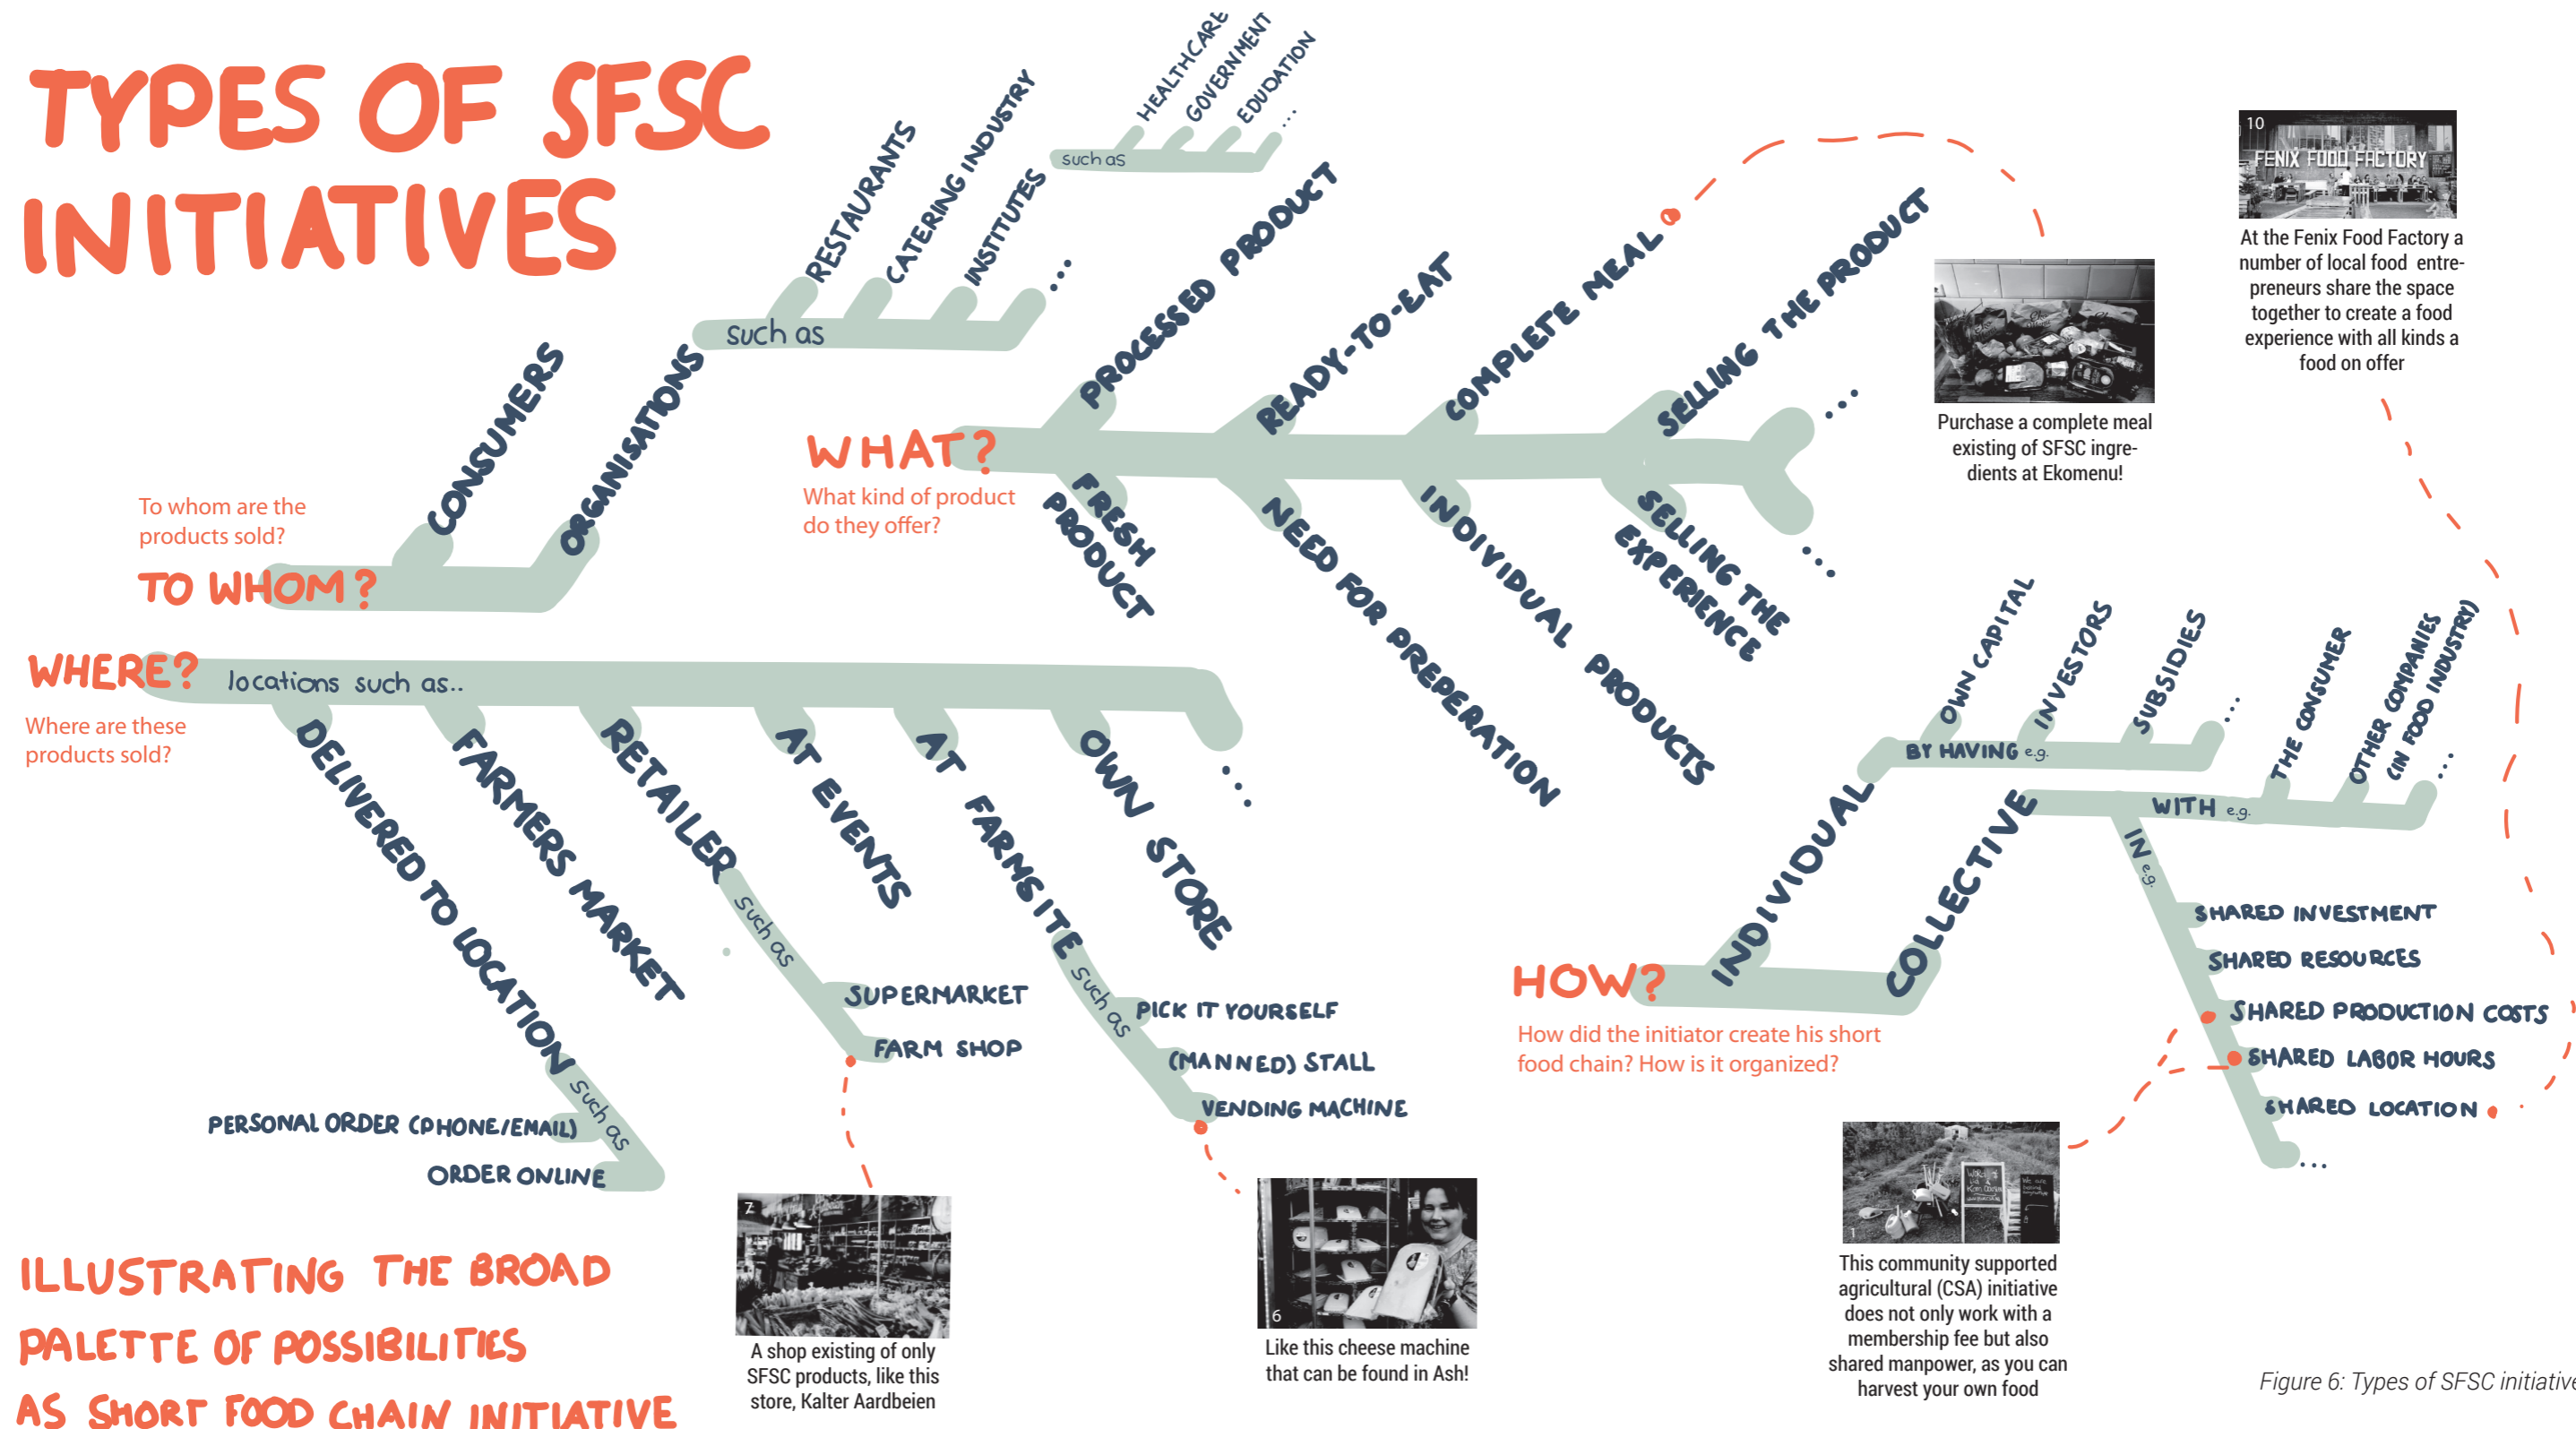 TYPES OF SFSC
INITIATIVES
To whom are the
products sold?
TO WHOM?
CONSUMERS
ORGANISATIONS
such as
RESTAURANTS
CATERING INDUSTRY
INSTITUTES
...
such as
HEALTHCARE
GOVERNMENT
EDUDATION
...
WHAT?
What kind of product
do they offer?
PROCESSED PRODUCT
READY-TO-EAT
COMPLETE MEAL
SELLING THE PRODUCT
...
FRESH
PRODUCT
NEED FOR PREPERATION
INDIVIDUAL PRODUCTS
SELLING THE
EXPERIENCE
...
Purchase a complete meal
existing of SFSC ingre-
dients at Ekomenu!
10
FENIX FOOD FACTORY
At the Fenix Food Factory a
number of local food entre-
preneurs share the space
together to create a food
experience with all kinds a
food on offer
WHERE?
locations such as..
Where are these
products sold?
DELIVERED TO LOCATION
such as
PERSONAL ORDER (PHONE/EMAIL)
ORDER ONLINE
FARMERS MARKET
RETAILER
such as
SUPERMARKET
FARM SHOP
AT EVENTS
AT FARMSITE
such as
PICK IT YOURSELF
(MANNED) STALL
VENDING MACHINE
OWN STORE
...
7
A shop existing of only
SFSC products, like this
store, Kalter Aardbeien
6
Like this cheese machine
that can be found in Ash!
HOW?
How did the initiator create his short
food chain? How is it organized?
INDIVIDUAL
BY HAVING e.g.
OWN CAPITAL
INVESTORS
SUBSIDIES
...
COLLECTIVE
WITH e.g.
THE CONSUMER
OTHER COMPANIES
(IN FOOD INDUSTRY)
...
IN e.g.
SHARED INVESTMENT
SHARED RESOURCES
SHARED PRODUCTION COSTS
SHARED LABOR HOURS
SHARED LOCATION
...
1
This community supported
agricultural (CSA) initiative
does not only work with a
membership fee but also
shared manpower, as you can
harvest your own food
ILLUSTRATING THE BROAD
PALETTE OF POSSIBILITIES
AS SHORT FOOD CHAIN INITIATIVE
Figure 6: Types of SFSC initiative